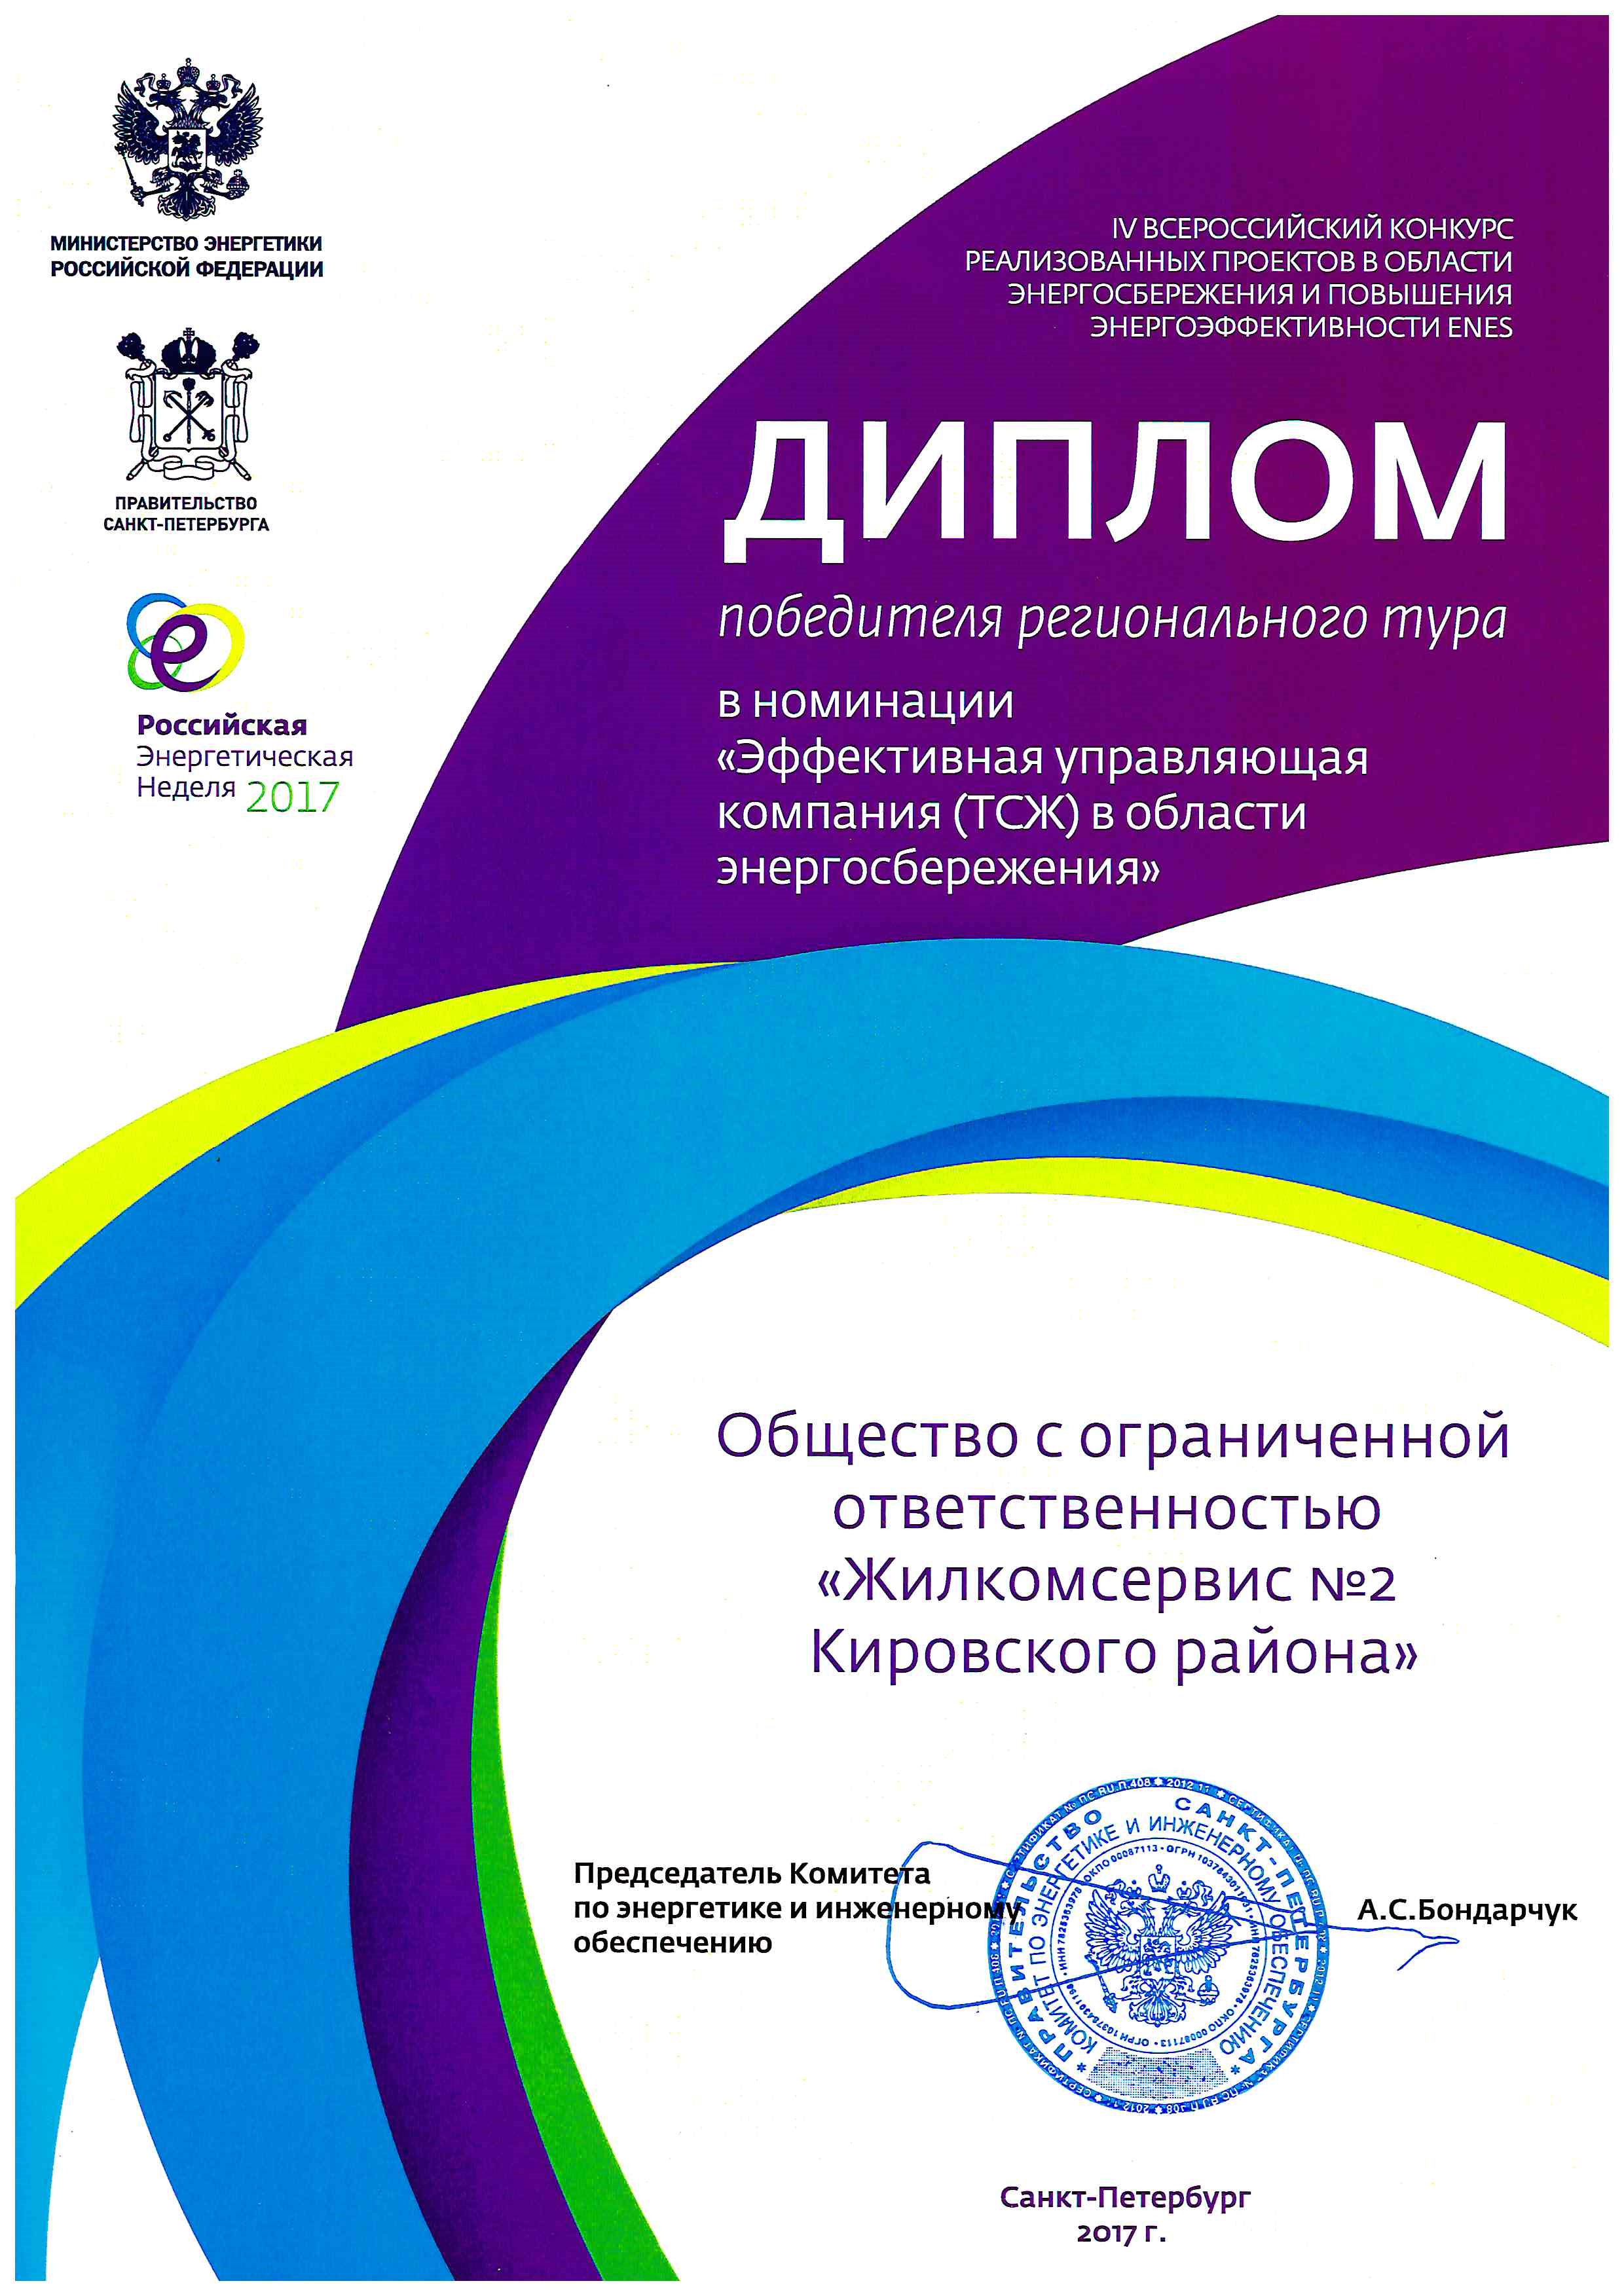 МИНИСТЕРСТВО ЭНЕРГЕТИКИ
РОССИЙСКОЙ ФЕДЕРАЦИИ
ПРАВИТЕЛЬСТВО
САНКТ-ПЕТЕРБУРГА
Российская
Энергетическая
Неделя 2017
IV ВСЕРОССИЙСКИЙ КОНКУРС
РЕАЛИЗОВАННЫХ ПРОЕКТОВ В ОБЛАСТИ
ЭНЕРГОСБЕРЕЖЕНИЯ И ПОВЫШЕНИЯ
ЭНЕРГОЭФФЕКТИВНОСТИ ENES
ДИПЛОМ
победителя регионального тура
в номинации
«Эффективная управляющая
компания (ТСЖ) в области
энергосбережения»
Общество с ограниченной
ответственностью
«Жилкомсервис №2
Кировского района»
Председатель Комитета
по энергетике и инженерному
обеспечению
А.С.Бондарчук
ПРАВИТЕЛЬСТВО САНКТ-ПЕТЕРБУРГА
КОМИТЕТ ПО ЭНЕРГЕТИКЕ И ИНЖЕНЕРНОМУ ОБЕСПЕЧЕНИЮ
Санкт-Петербург
2017 г.